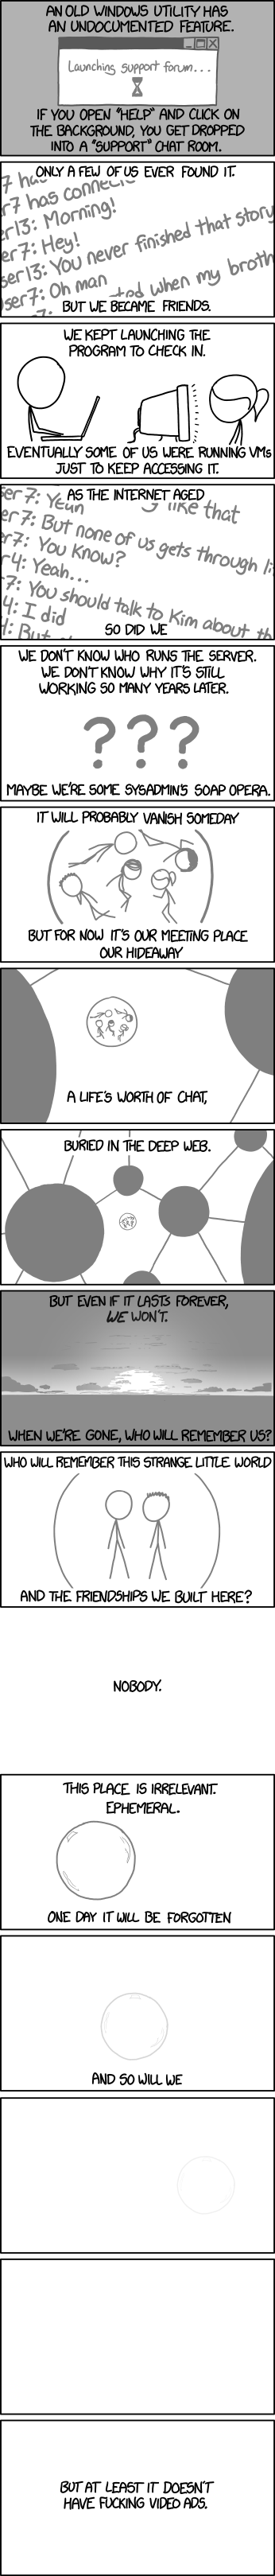 AN OLD WINDOWS UTILITY HAS
AN UNDOCUMENTED FEATURE.
Launching support forum...
IF YOU OPEN "HELP" AND CLICK ON
THE BACKGROUND, YOU GET DROPPED
INTO A "SUPPORT" CHAT ROOM.
ONLY A FEW OF US EVER FOUND IT.
r7 has
er13: Morning!
er7: Hey!
ser13: You never finished that story
ser7: Oh man
when my broth
BUT WE BECAME FRIENDS.
WE KEPT LAUNCHING THE
PROGRAM TO CHECK IN.
EVENTUALLY SOME OF US WERE RUNNING VMs
JUST TO KEEP ACCESSING IT.
AS THE INTERNET AGED
ser7: Yeah
like that
er7: But none of us gets through li
er7: You know?
r4: Yeah...
7: You should talk to Kim about th
4: I did
SO DID WE
WE DON'T KNOW WHO RUNS THE SERVER.
WE DON'T KNOW WHY IT'S STILL
WORKING SO MANY YEARS LATER.
???
MAYBE WE'RE SOME SYSADMIN'S SOAP OPERA.
IT WILL PROBABLY VANISH SOMEDAY
BUT FOR NOW IT'S OUR MEETING PLACE
OUR HIDEAWAY
A LIFE'S WORTH OF CHAT,
BURIED IN THE DEEP WEB.
BUT EVEN IF IT LASTS FOREVER,
WE WON'T.
WHEN WE'RE GONE, WHO WILL REMEMBER US?
WHO WILL REMEMBER THIS STRANGE LITTLE WORLD
AND THE FRIENDSHIPS WE BUILT HERE?
NOBODY.
THIS PLACE IS IRRELEVANT.
EPHEMERAL.
ONE DAY IT WILL BE FORGOTTEN
AND SO WILL WE
BUT AT LEAST IT DOESN'T
HAVE FUCKING VIDEO ADS.